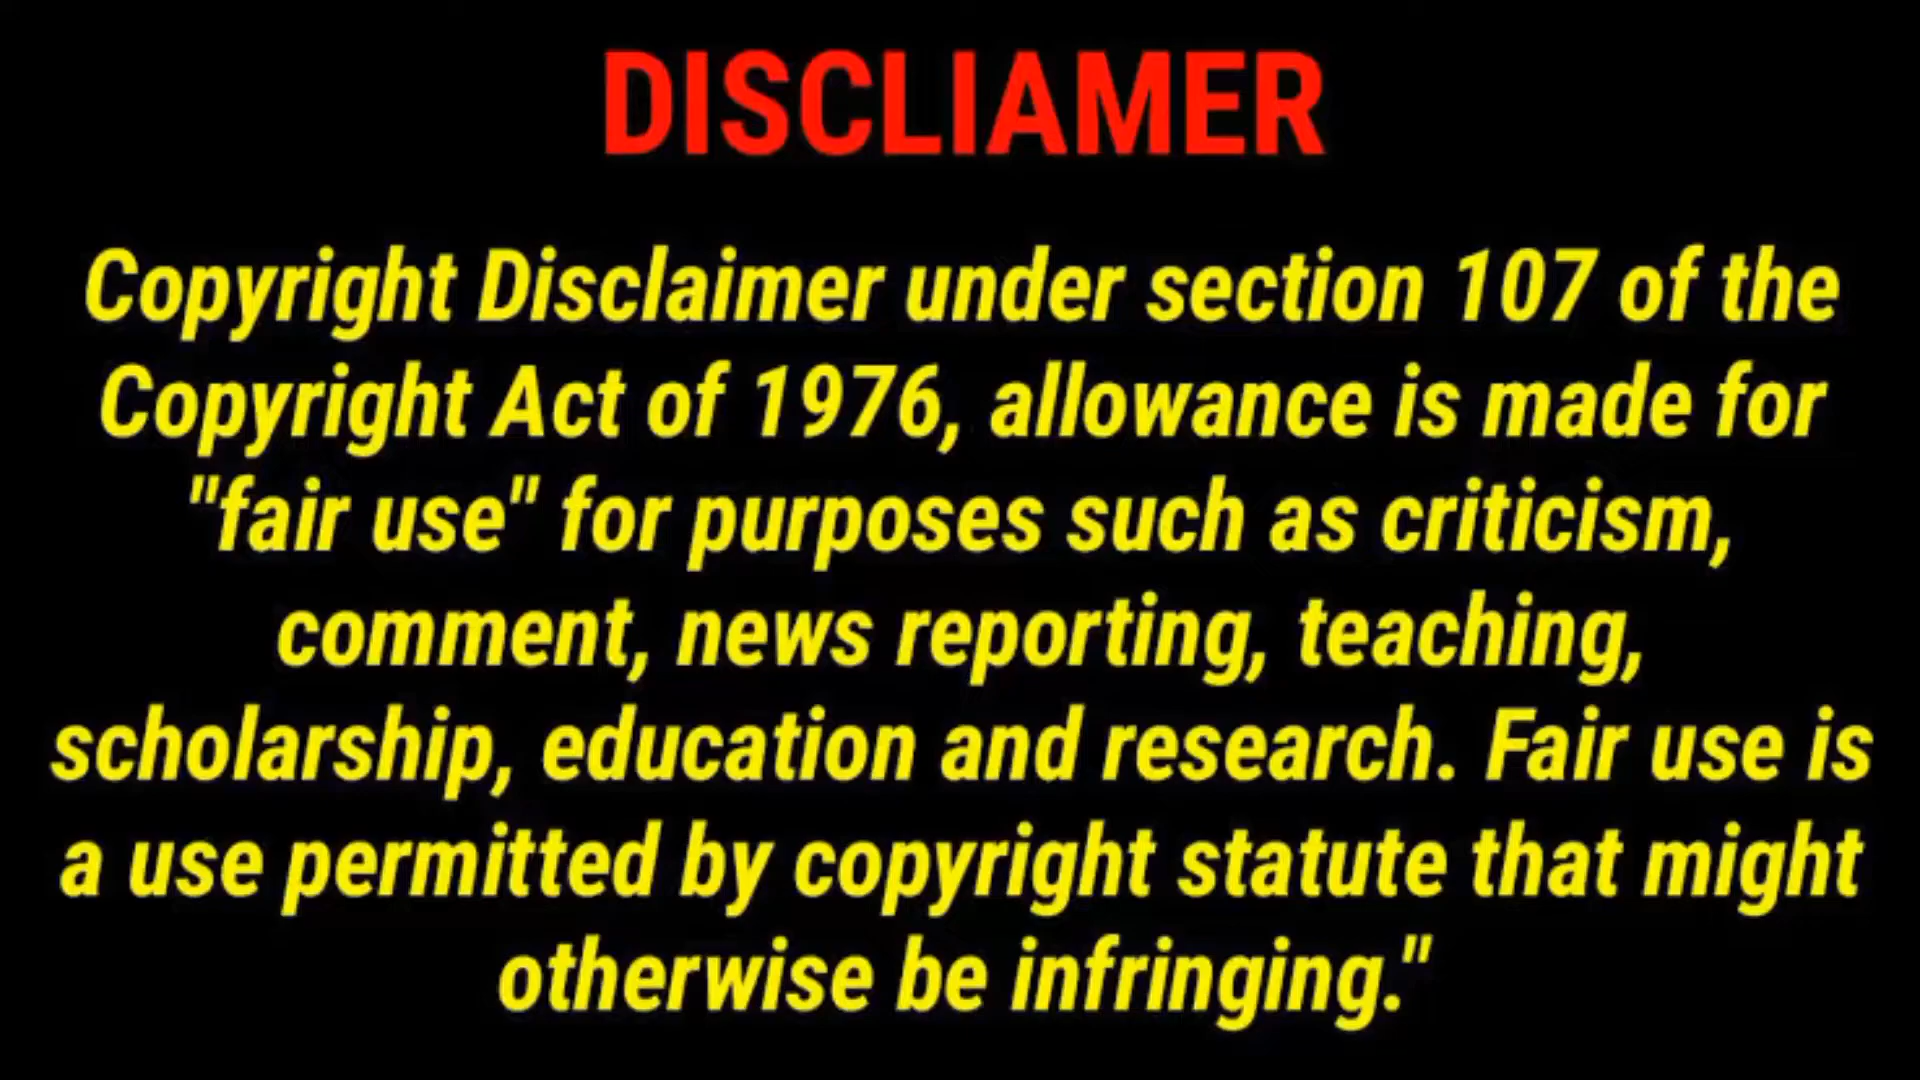 DISCLIAMER
Copyright Disclaimer under section 107 of the
Copyright Act of 1976, allowance is made for
"fair use" for purposes such as criticism,
comment, news reporting, teaching,
scholarship, education and research. Fair use is
a use permitted by copyright statute that might
otherwise be infringing."